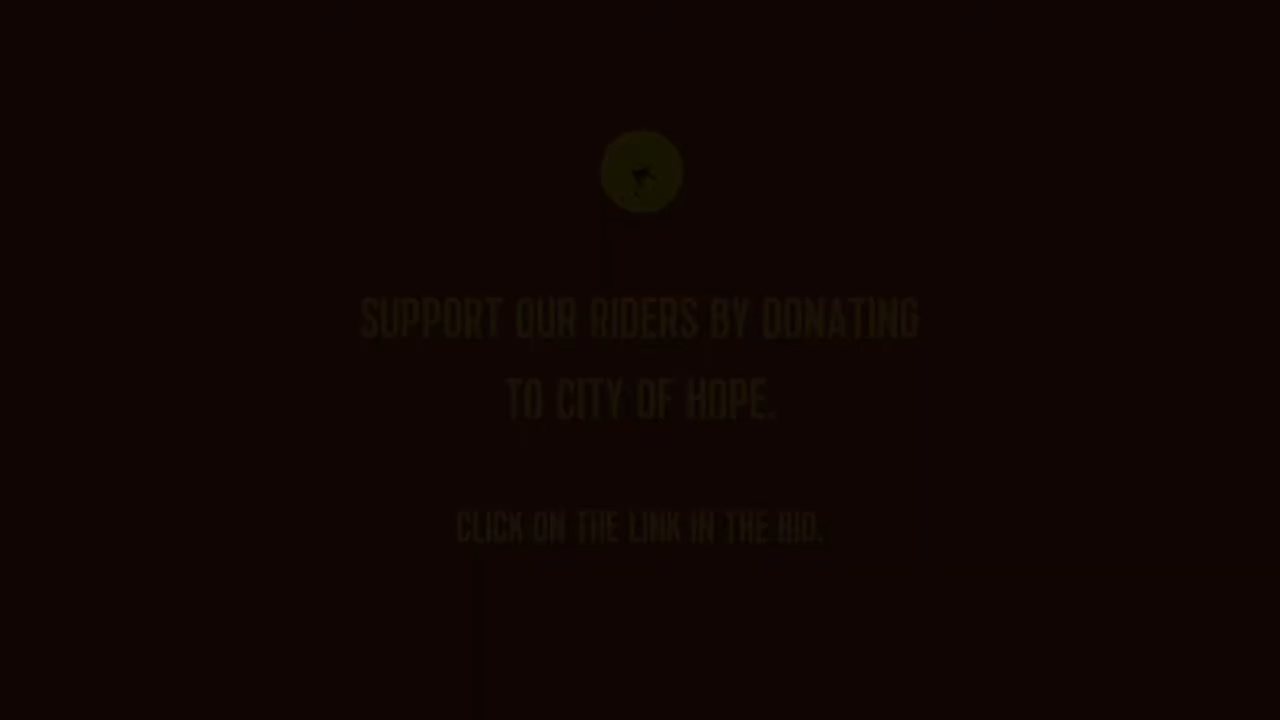 SUPPORT OUR RIDERS BY DONATING
TO CITY OF HOPE.
CLICK ON THE LINK IN THE BIO.